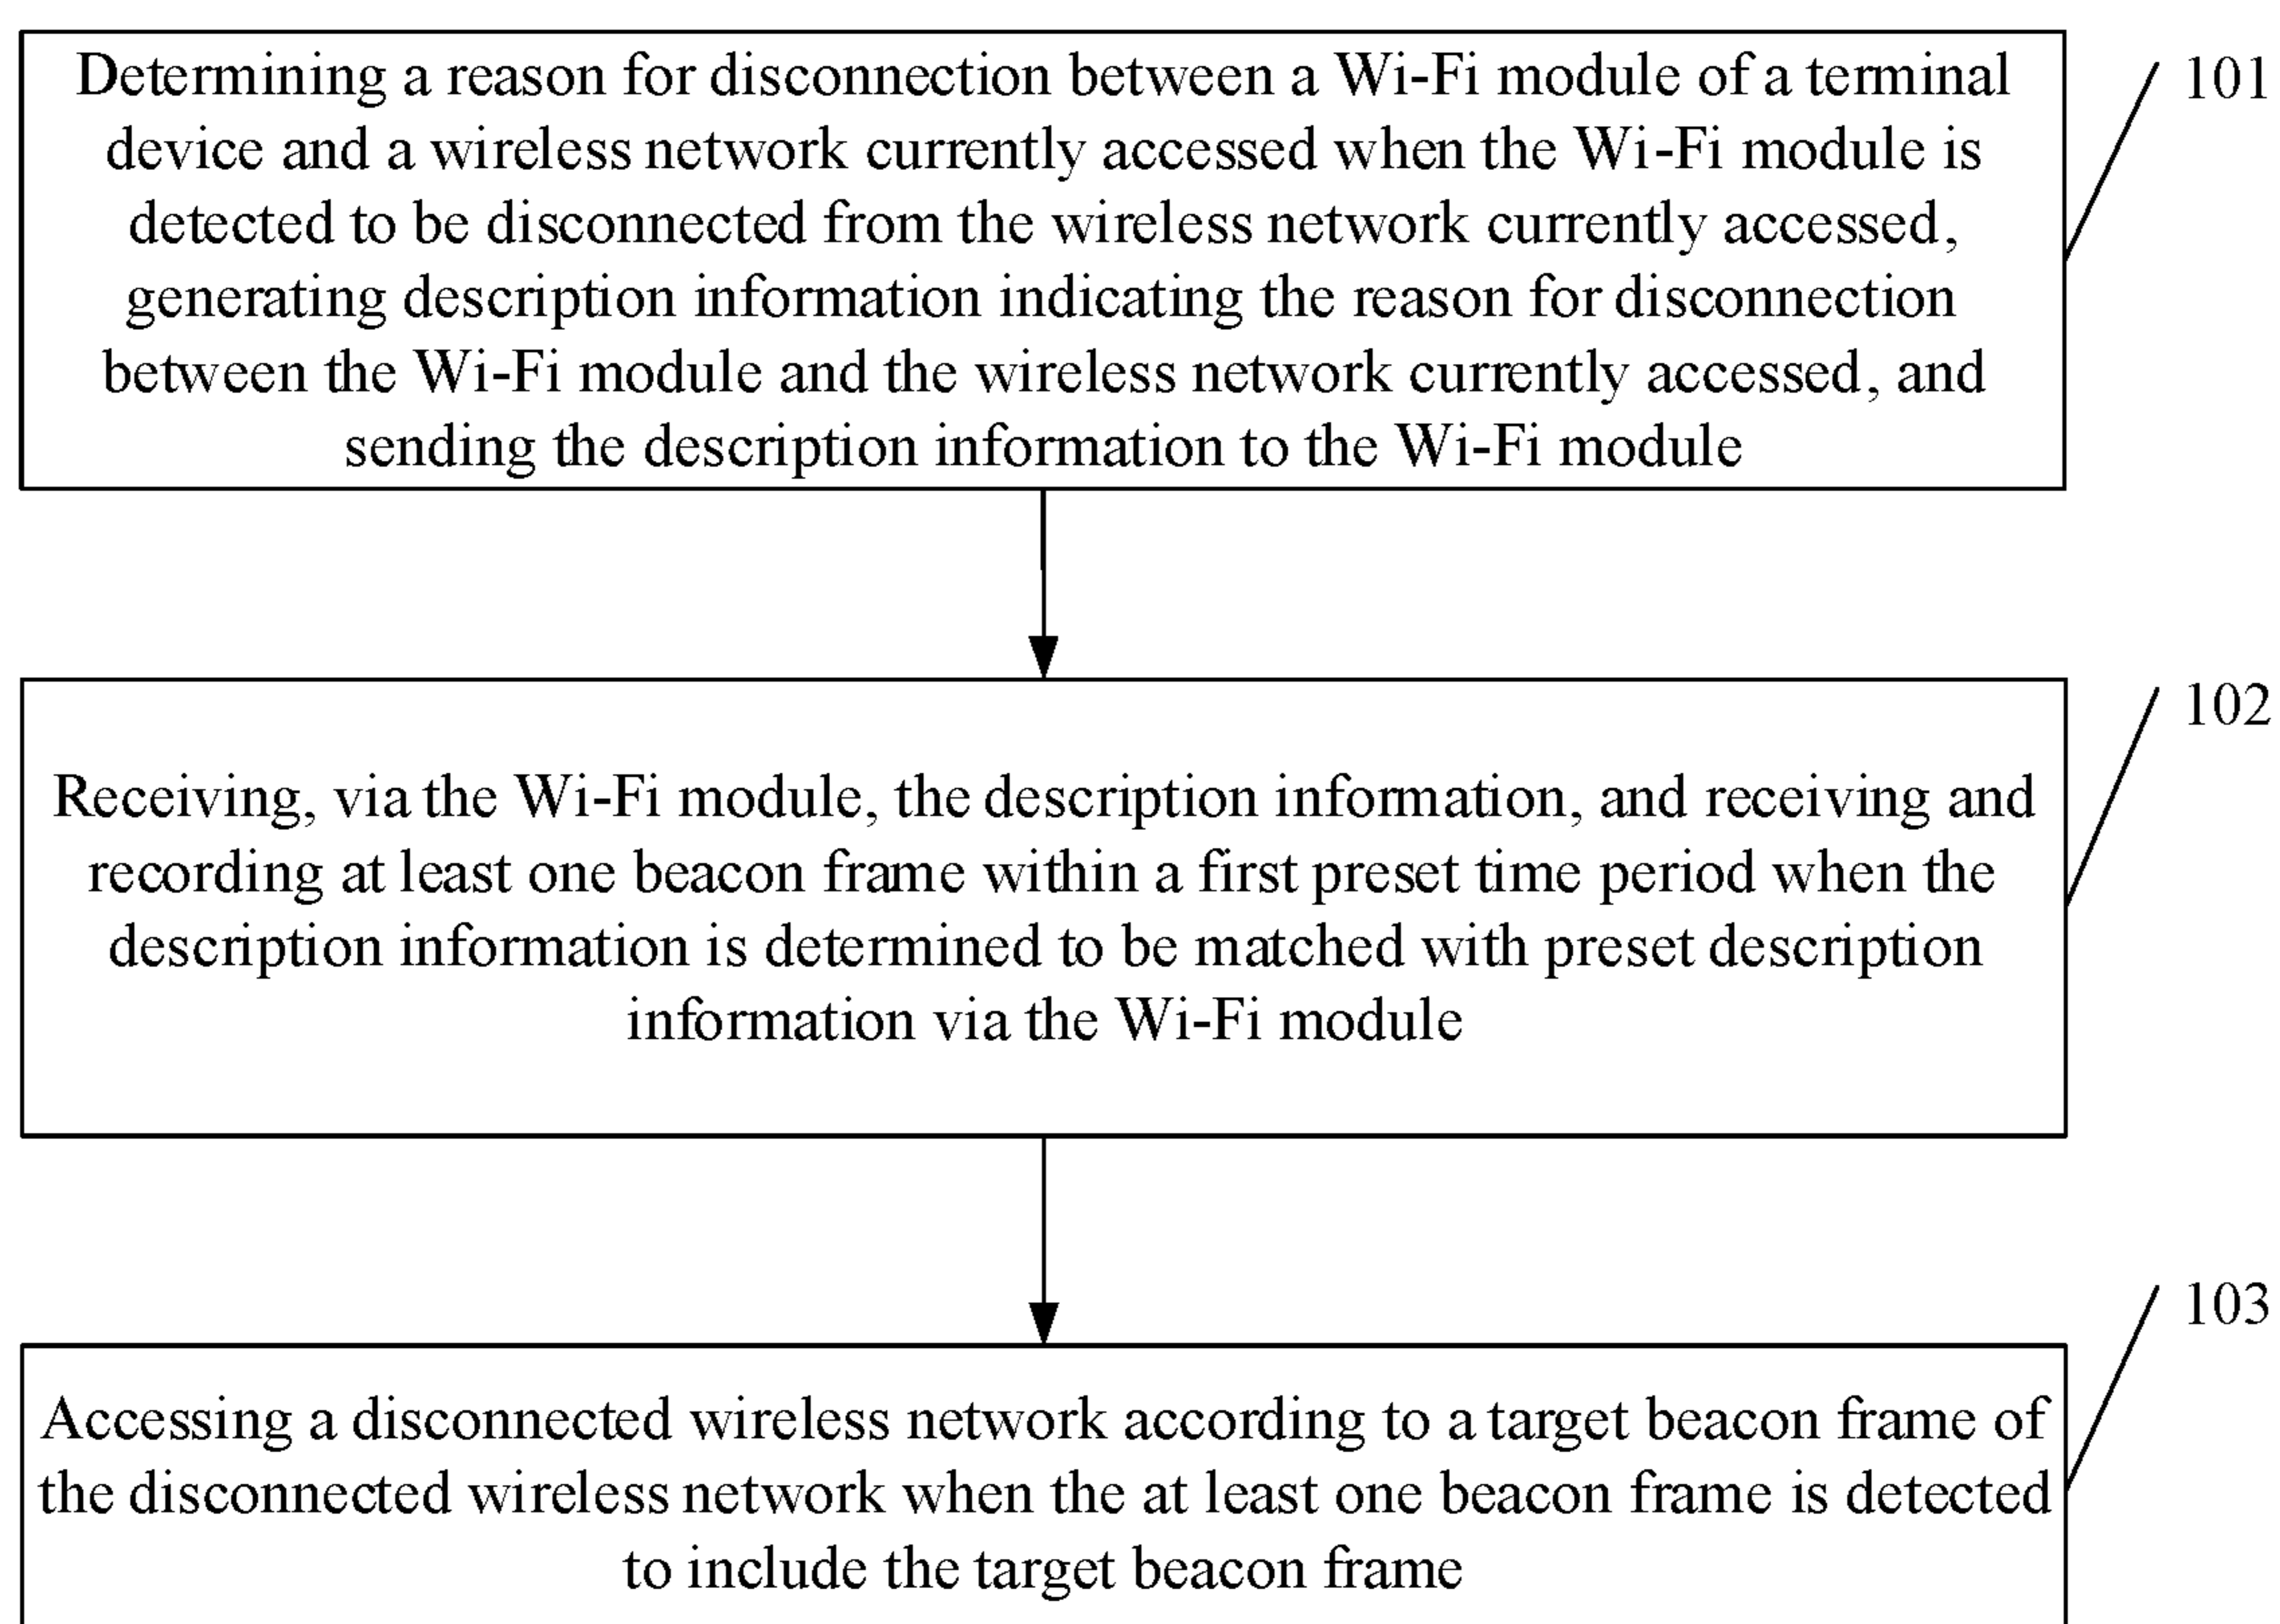 Determining a reason for disconnection between a Wi-Fi module of a terminal
device and a wireless network currently accessed when the Wi-Fi module is
detected to be disconnected from the wireless network currently accessed,
generating description information indicating the reason for disconnection
between the Wi-Fi module and the wireless network currently accessed, and
sending the description information to the Wi-Fi module
101
Receiving, via the Wi-Fi module, the description information, and receiving and
recording at least one beacon frame within a first preset time period when the
description information is determined to be matched with preset description
information via the Wi-Fi module
102
Accessing a disconnected wireless network according to a target beacon frame of
the disconnected wireless network when the at least one beacon frame is detected
to include the target beacon frame
103